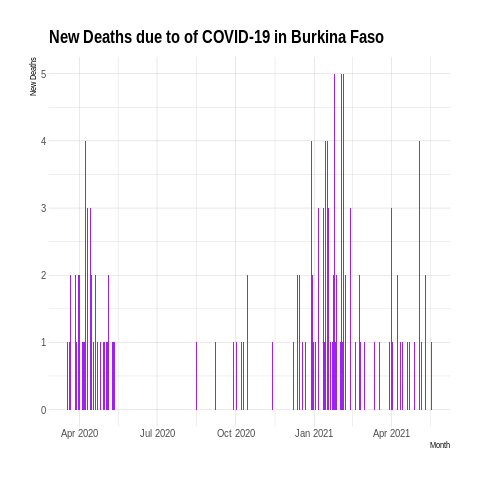 New Deaths due to of COVID-19 in Burkina Faso
New Deaths
5
4
3
2
1
0
Apr 2020 Jul 2020 Oct 2020 Jan 2021 Apr 2021
Month